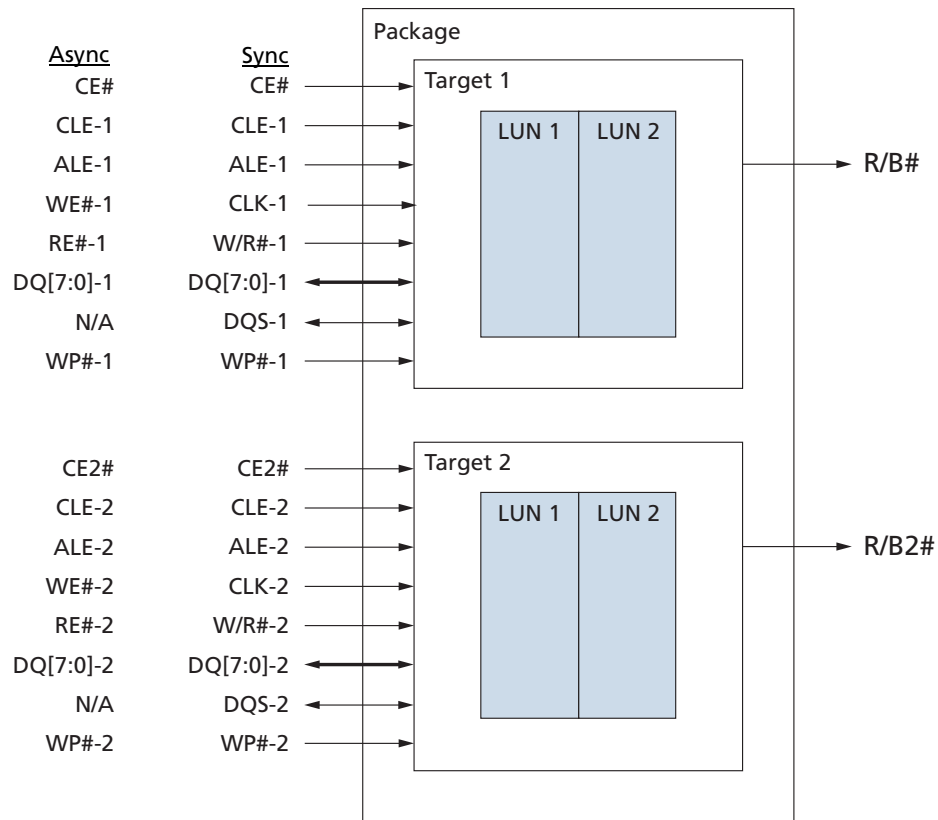 Package
Async Sync
Target 1
CE# CE#
CLE-1 CLE-1
LUN 1 LUN 2
ALE-1 ALE-1
R/B#
WE#-1 CLK-1
RE#-1 W/R#-1
DQ[7:0]-1 DQ[7:0]-1
N/A DQS-1
WP#-1 WP#-1
Target 2
CE2# CE2#
CLE-2 CLE-2
LUN 1 LUN 2
ALE-2 ALE-2
R/B2#
WE#-2 CLK-2
RE#-2 W/R#-2
DQ[7:0]-2 DQ[7:0]-2
N/A DQS-2
WP#-2 WP#-2